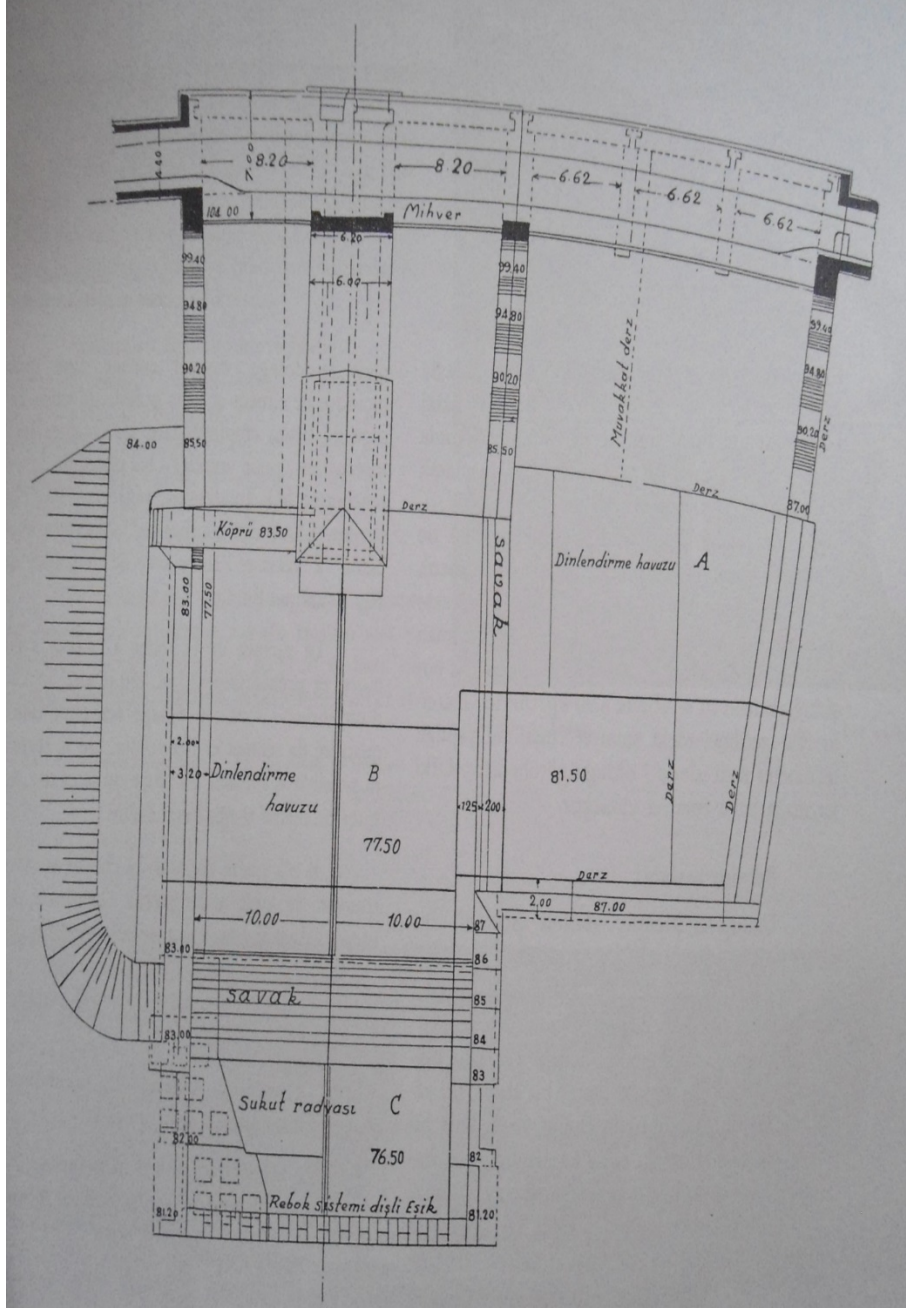 4.40
8.20
7.00
8.20
6.62
6.62
6.62
104.00
Mihver
6.20
6.00
99.40
94.80
90.20
85.50
99.40
94.80
90.20
85.50
Muvakkat derz
99.40
94.80
90.20
Derz
87.00
84.00
Derz
Derz
Köprü 83.50
savak
Dinlendirme havuzu A
83.00
77.50
2.00
3.20
Dinlendirme
havuzu
B
77.50
1.25
2.00
81.50
Derz
Derz
Derz
2,00
87.00
10.00
10.00
87
83.00
86
savak
85
83.00
84
83
Sukut radyası C
82.00
76.50
82
Rebok sistemi dişli Eşik
81.20
81.20